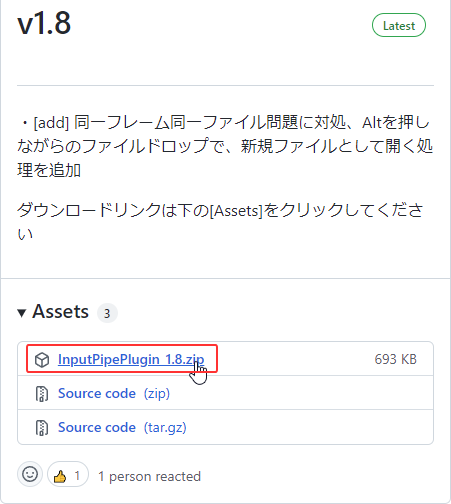 v1.8
Latest
・[add] 同一フレーム同一ファイル問題に対処、Altを押し
ながらのファイルドロップで、新規ファイルとして開く処
理を追加
ダウンロードリンクは下の[Assets]をクリックしてくださ
い
▼ Assets 3
InputPipePlugin_1.8.zip 693 KB
Source code (zip)
Source code (tar.gz)
👍 1 1 person reacted